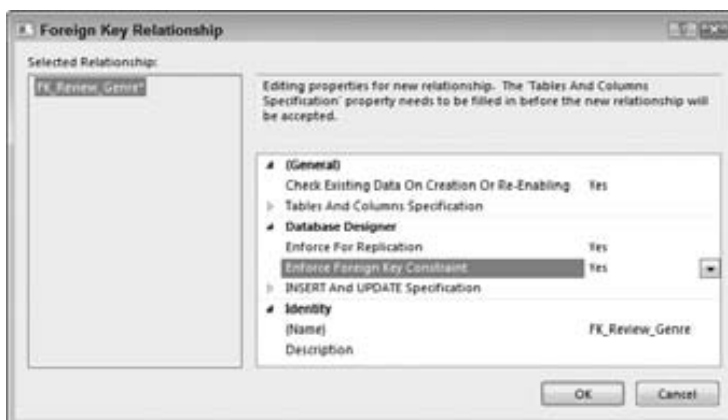 Foreign Key Relationship
Selected Relationship:
FK_Review_Genre*
Editing properties for new relationship. The 'Tables And Columns
Specification' property needs to be filled in before the new relationship will
be accepted.
(General)
Check Existing Data On Creation Or Re-Enabling Yes
Tables And Columns Specification
Database Designer
Enforce For Replication Yes
Enforce Foreign Key Constraint Yes
INSERT And UPDATE Specification
Identity
(Name) FK_Review_Genre
Description
OK Cancel